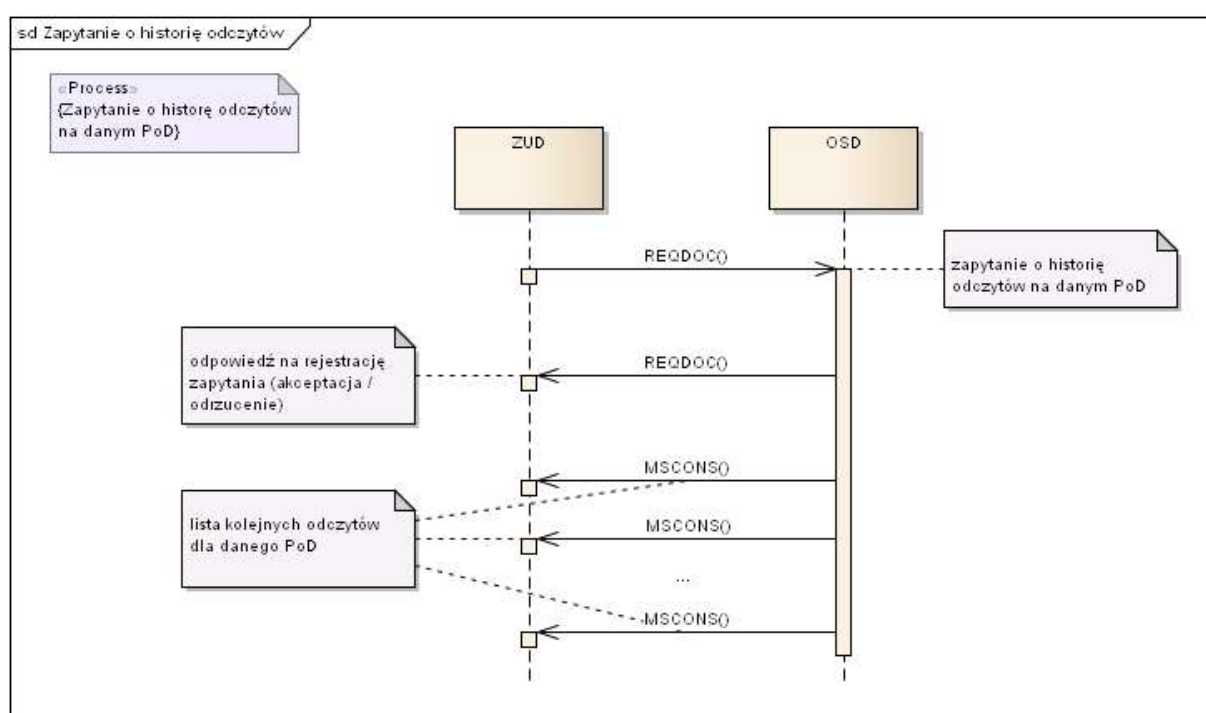 sd Zapytanie o historię odczytów
«Process»
{Zapytanie o historę odczytów
na danym PoD}
ZUD
OSD
REQDOC()
zapytanie o historię
odczytów na danym PoD
odpowiedź na rejestrację
zapytania (akceptacja /
odrzucenie)
REQDOC()
MSCONS()
lista kolejnych odczytów
dla danego PoD
MSCONS()
...
MSCONS()